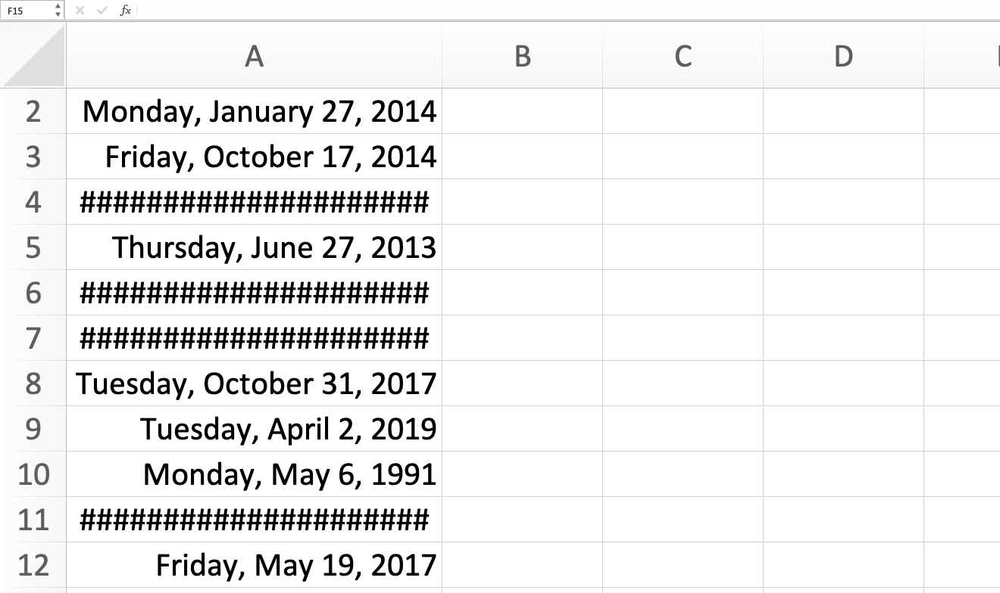 F15 fx
A B C D
2 Monday, January 27, 2014
3 Friday, October 17, 2014
4 #####################
5 Thursday, June 27, 2013
6 #####################
7 #####################
8 Tuesday, October 31, 2017
9 Tuesday, April 2, 2019
10 Monday, May 6, 1991
11 #####################
12 Friday, May 19, 2017